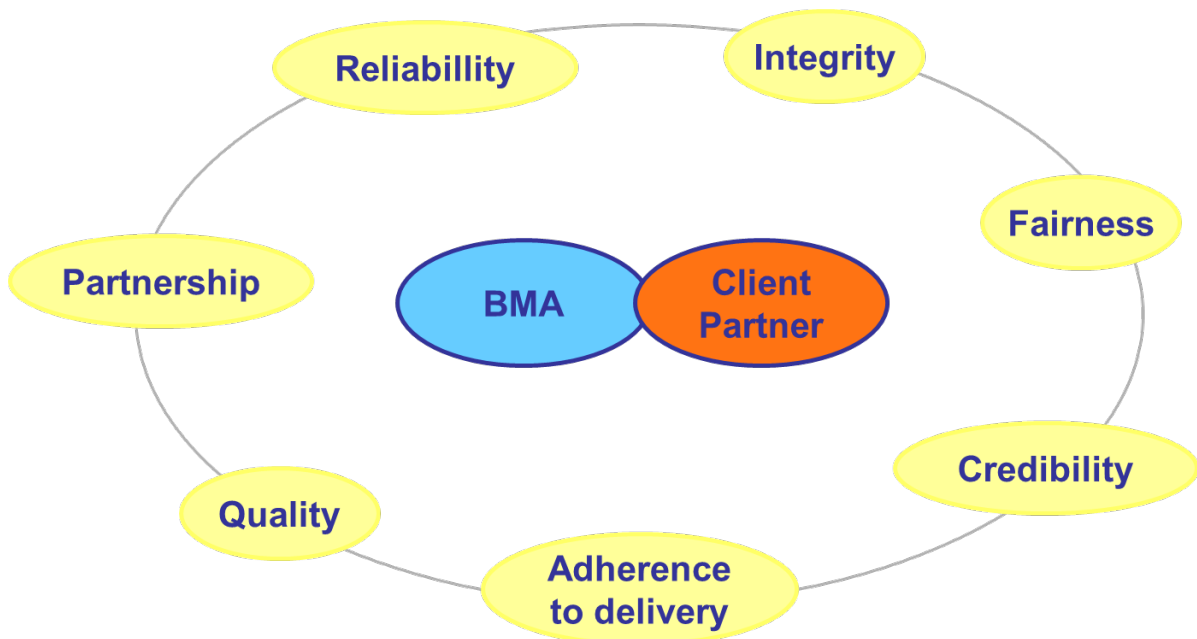 Reliabillity
Integrity
Fairness
Partnership
BMA
Client
Partner
Credibility
Quality
Adherence
to delivery